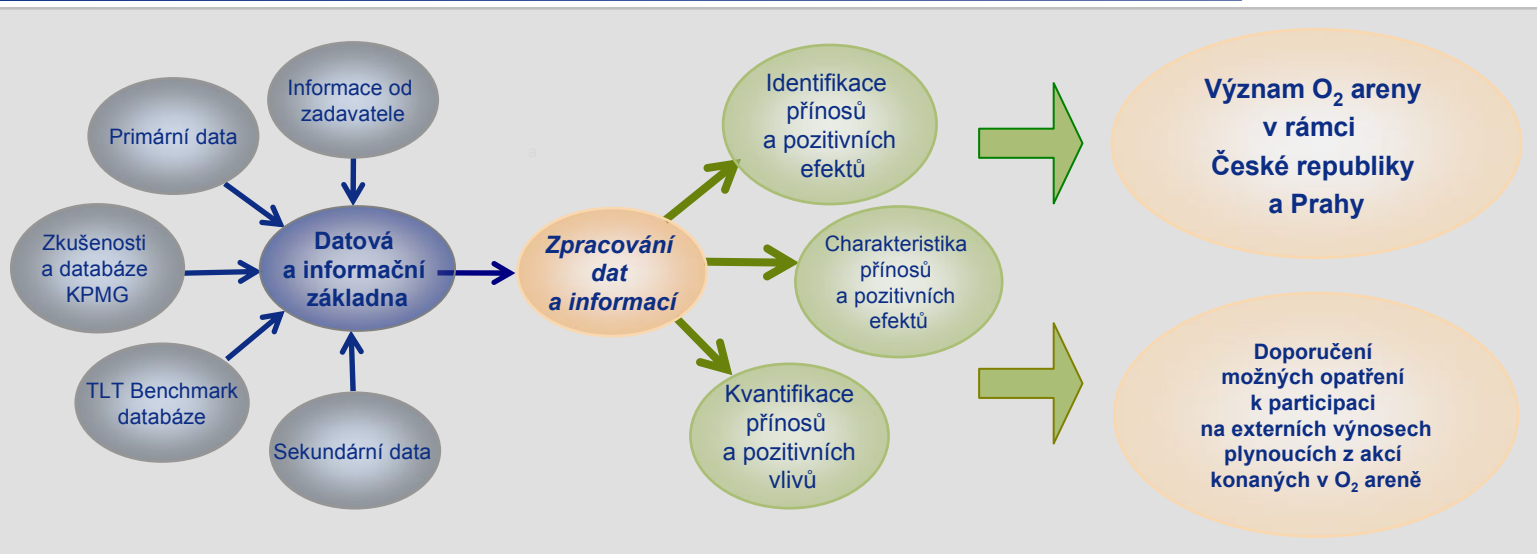 Informace od
zadavatele
Primární data
Zkušenosti
a databáze
KPMG
TLT Benchmark
databáze
Sekundární data
Datová
a informační
základna
Zpracování
dat
a informací
Identifikace
přínosů
a pozitivních
efektů
Charakteristika
přínosů
a pozitivních
efektů
Kvantifikace
přínosů
a pozitivních
vlivů
Význam O₂ areny
v rámci
České republiky
a Prahy
Doporučení
možných opatření
k participaci
na externích výnosech
plynoucích z akcí
konaných v O₂ areně
a